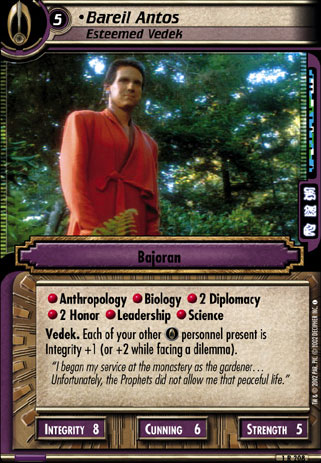 5
•Bareil Antos
Esteemed Vedek
Bajoran
Anthropology Biology 2 Diplomacy
2 Honor Leadership Science
Vedek. Each of your other personnel present is
Integrity +1 (or +2 while facing a dilemma).
"I began my service at the monastery as the gardener…
Unfortunately, the Prophets did not allow me that peaceful life."
INTEGRITY 8
CUNNING 6
STRENGTH 5